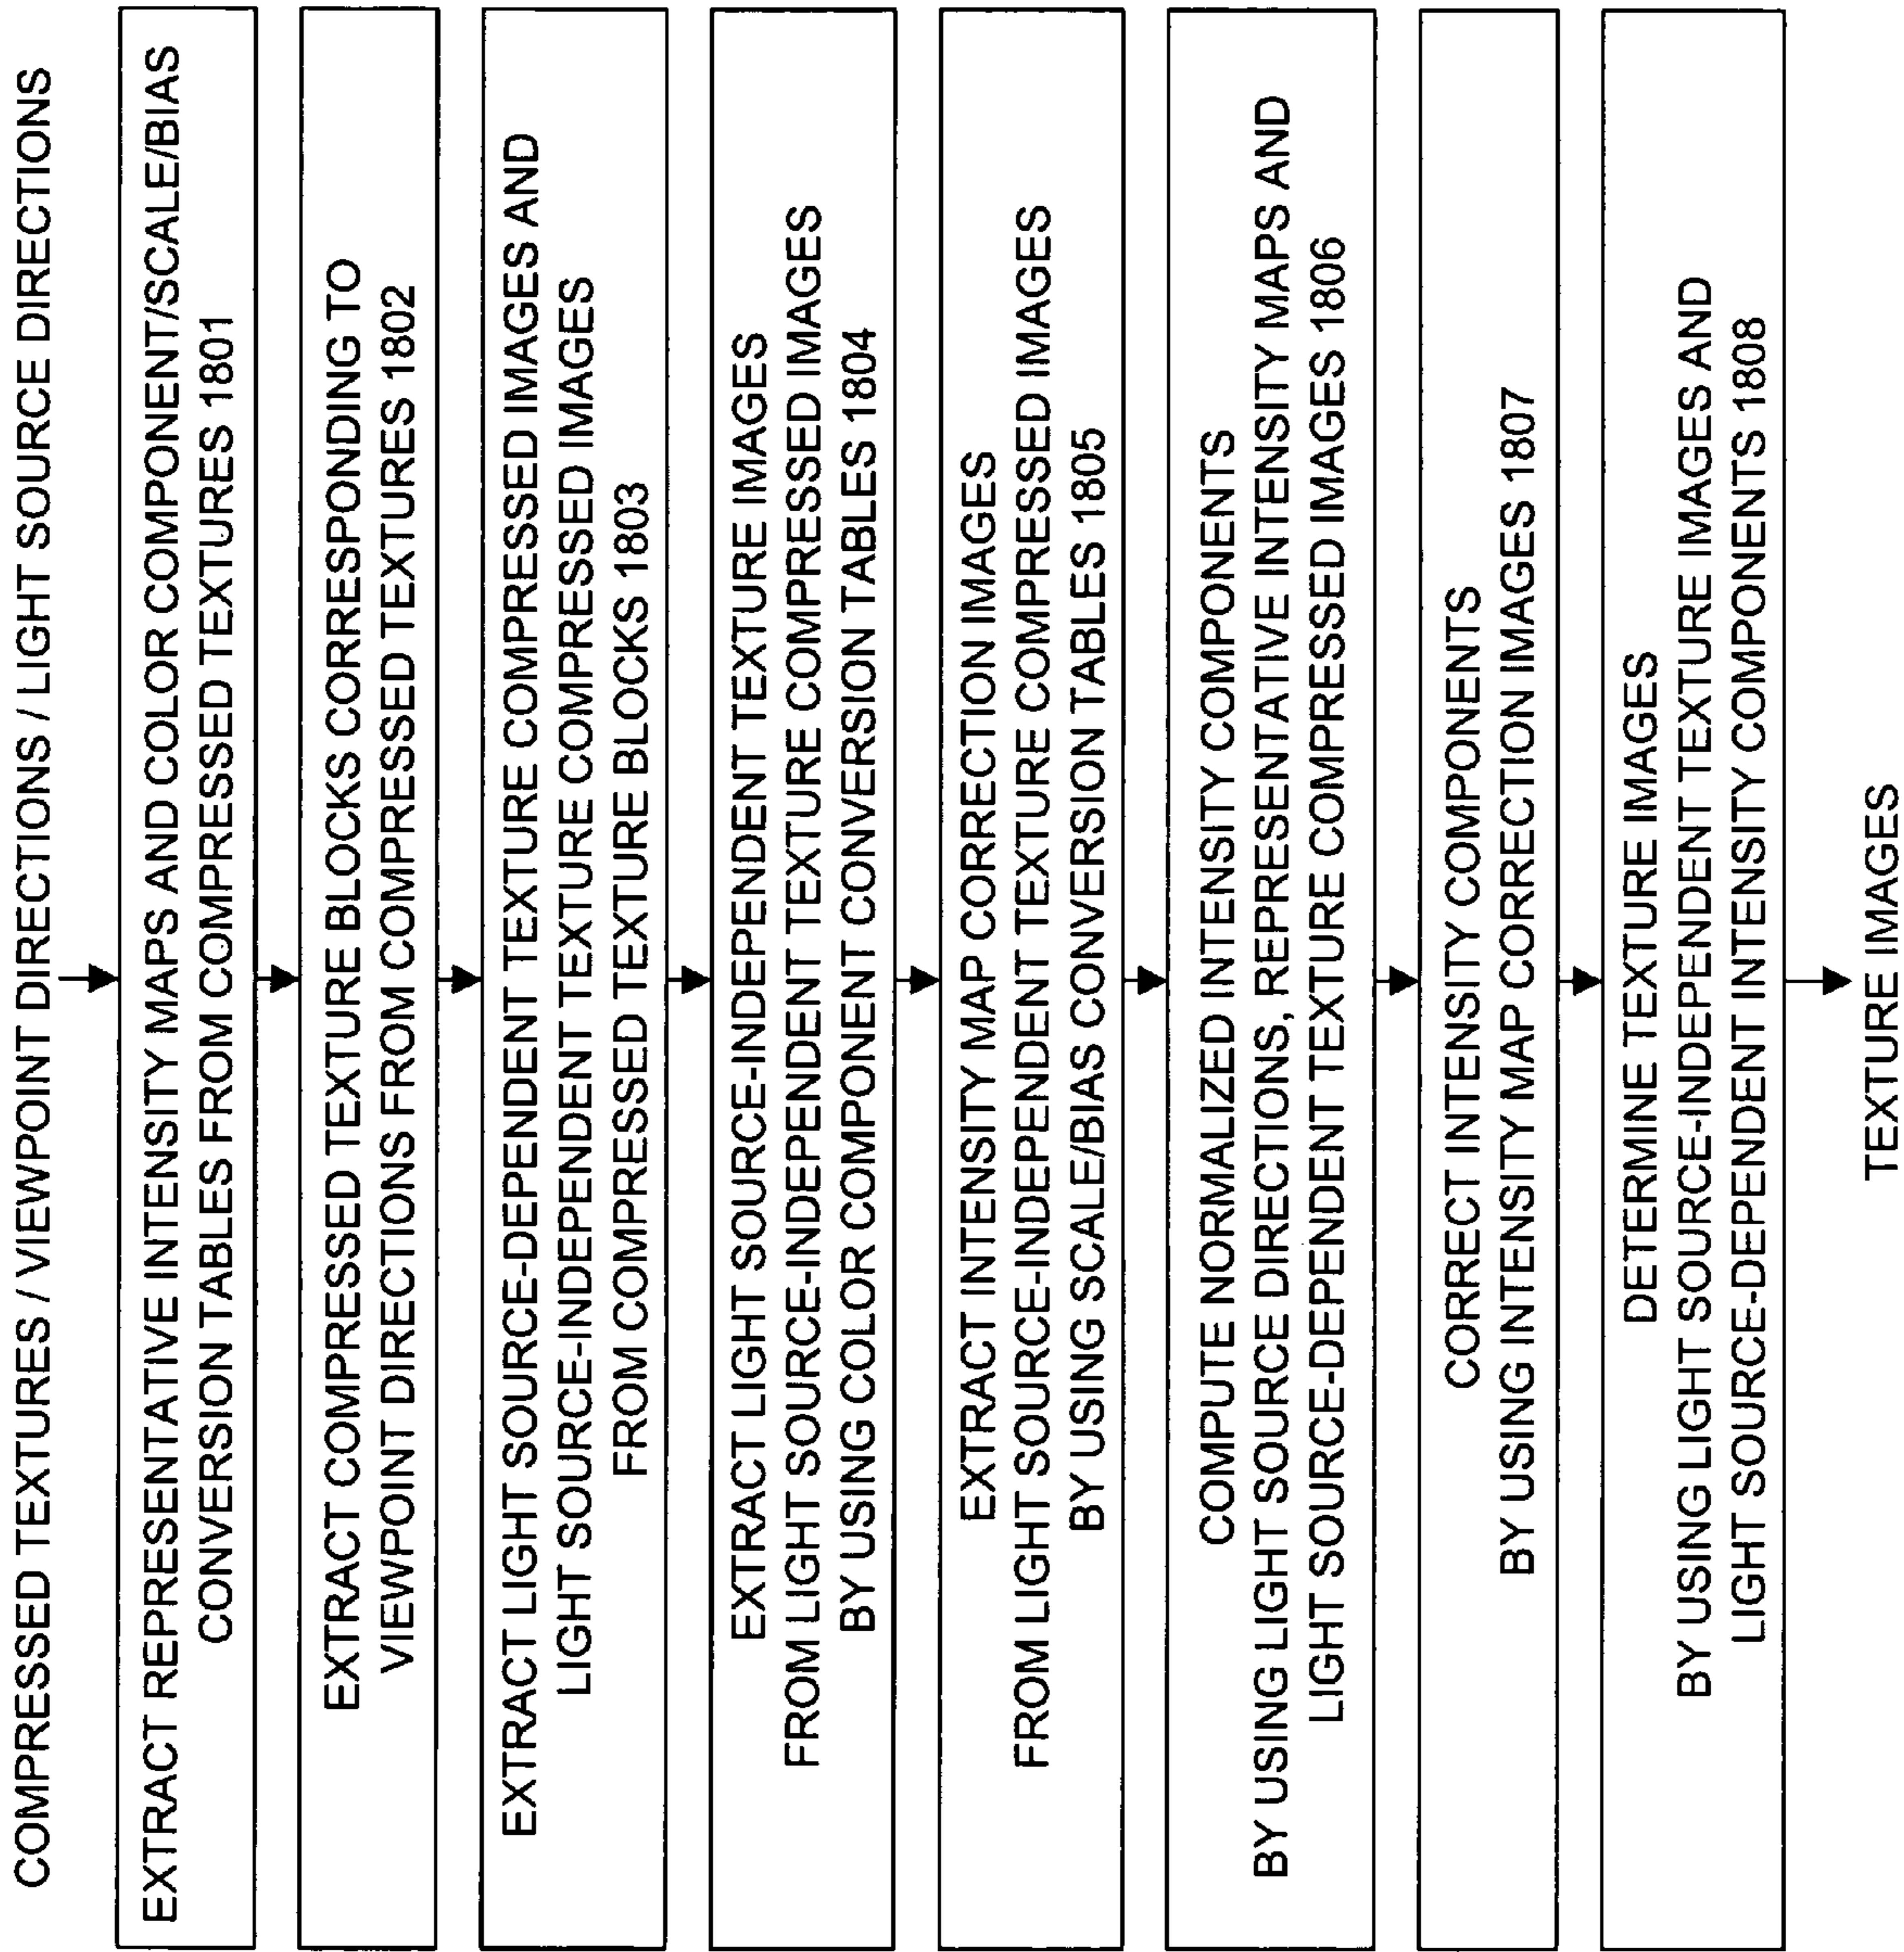 COMPRESSED TEXTURES / VIEWPOINT DIRECTIONS / LIGHT SOURCE DIRECTIONS
EXTRACT REPRESENTATIVE INTENSITY MAPS AND COLOR COMPONENT/SCALE/BIAS
CONVERSION TABLES FROM COMPRESSED TEXTURES 1801
EXTRACT COMPRESSED TEXTURE BLOCKS CORRESPONDING TO
VIEWPOINT DIRECTIONS FROM COMPRESSED TEXTURES 1802
EXTRACT LIGHT SOURCE-DEPENDENT TEXTURE COMPRESSED IMAGES AND
LIGHT SOURCE-INDEPENDENT TEXTURE COMPRESSED IMAGES
FROM COMPRESSED TEXTURE BLOCKS 1803
EXTRACT LIGHT SOURCE-INDEPENDENT TEXTURE IMAGES
FROM LIGHT SOURCE-INDEPENDENT TEXTURE COMPRESSED IMAGES
BY USING COLOR COMPONENT CONVERSION TABLES 1804
EXTRACT INTENSITY MAP CORRECTION IMAGES
FROM LIGHT SOURCE-INDEPENDENT TEXTURE COMPRESSED IMAGES
BY USING SCALE/BIAS CONVERSION TABLES 1805
COMPUTE NORMALIZED INTENSITY COMPONENTS
BY USING LIGHT SOURCE DIRECTIONS, REPRESENTATIVE INTENSITY MAPS AND
LIGHT SOURCE-DEPENDENT TEXTURE COMPRESSED IMAGES 1806
CORRECT INTENSITY COMPONENTS
BY USING INTENSITY MAP CORRECTION IMAGES 1807
DETERMINE TEXTURE IMAGES
BY USING LIGHT SOURCE-INDEPENDENT TEXTURE IMAGES AND
LIGHT SOURCE-DEPENDENT INTENSITY COMPONENTS 1808
TEXTURE IMAGES